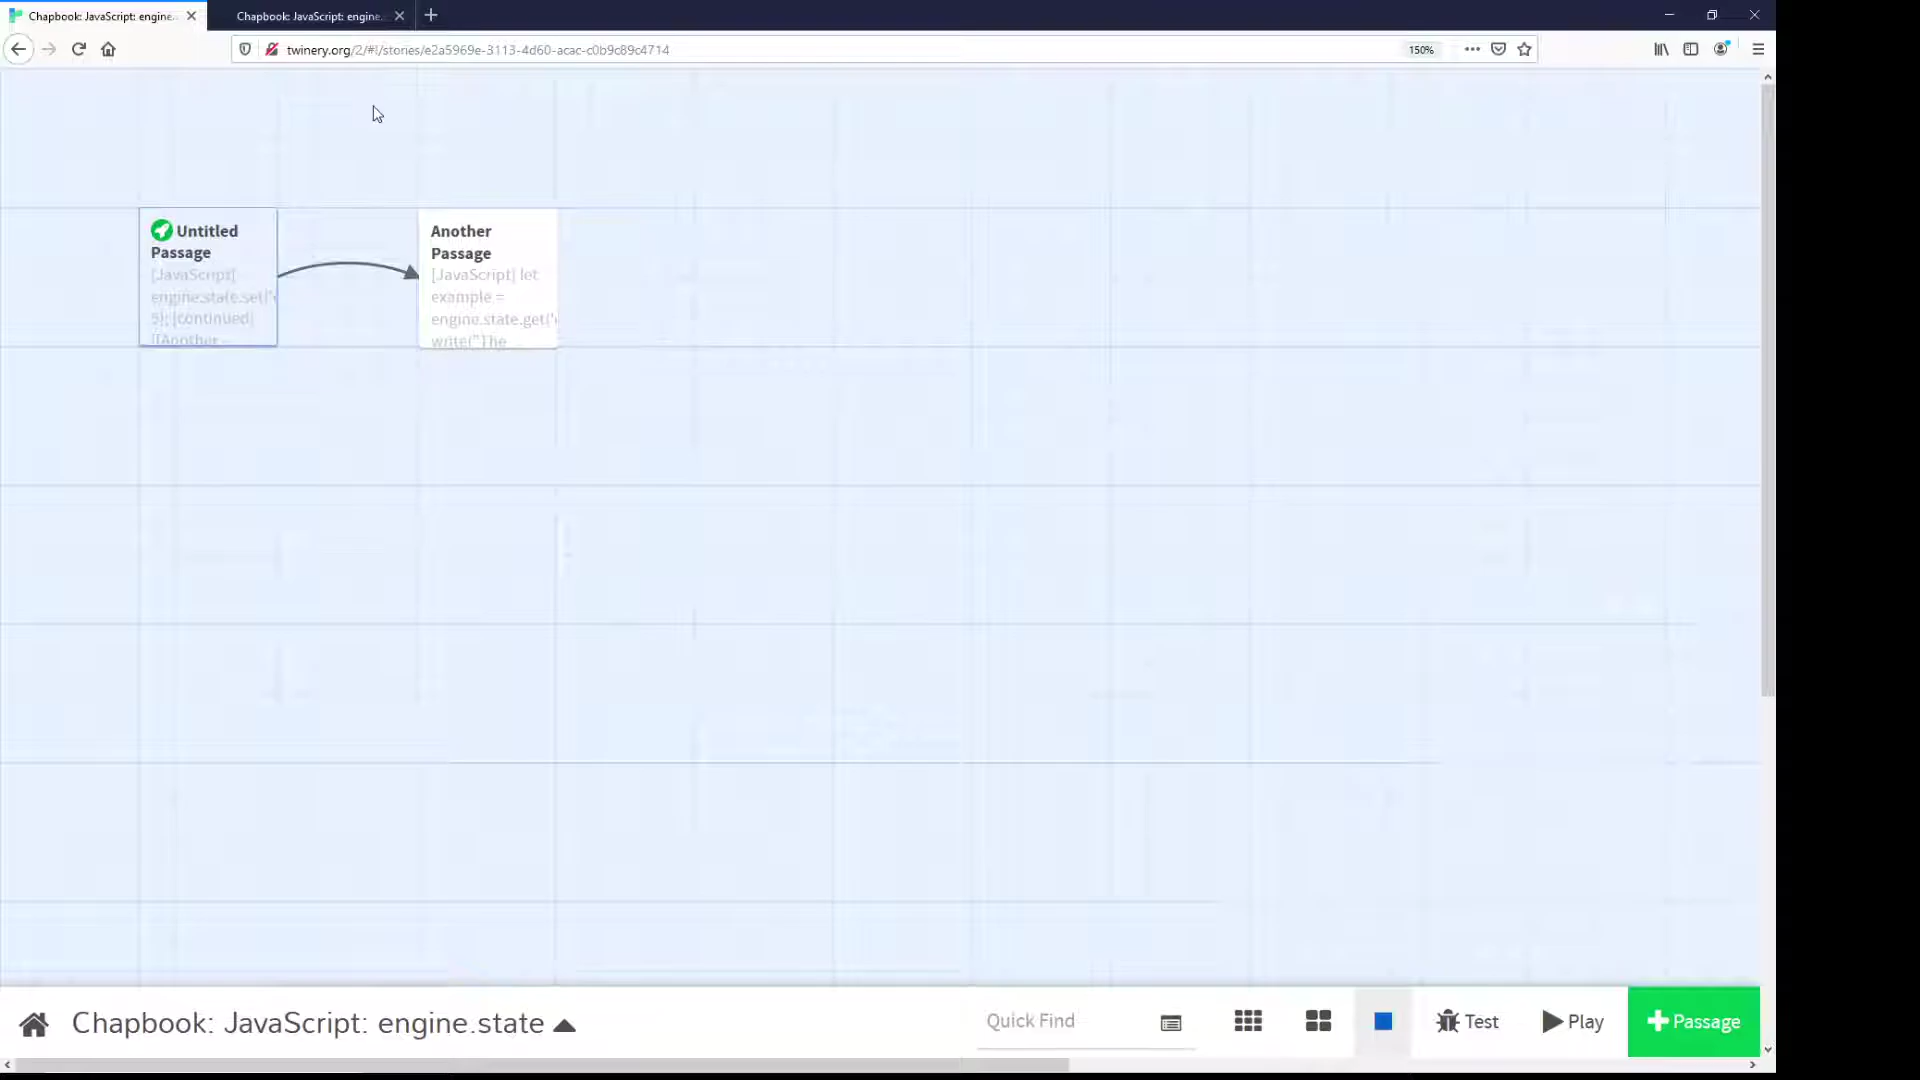 Chapbook: JavaScript: engine.
Chapbook: JavaScript: engine.
twinery.org/2/#!/stories/e2a5969e-3113-4d60-acac-c0b9c89c4714
150%
Untitled
Passage
[JavaScript]
engine.state.set('
5); [continued]
[[Another
Another
Passage
[JavaScript] let
example =
engine.state.get('
write("The
Chapbook: JavaScript: engine.state
Quick Find
Test
Play
Passage